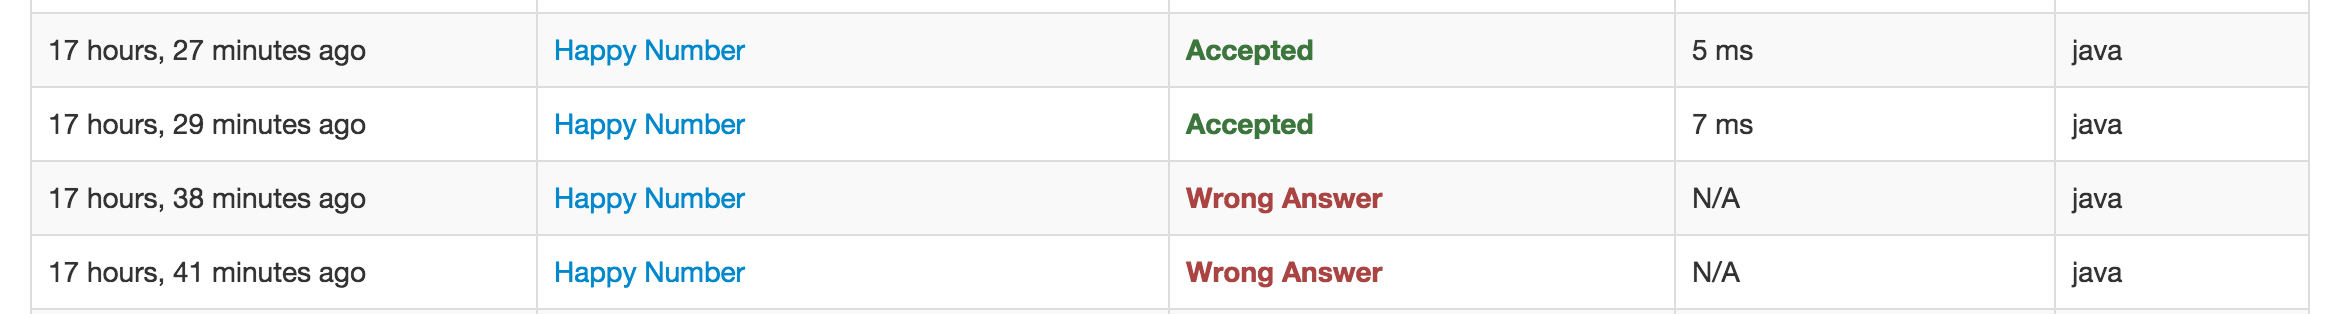 17 hours, 27 minutes ago Happy Number Accepted 5 ms java
17 hours, 29 minutes ago Happy Number Accepted 7 ms java
17 hours, 38 minutes ago Happy Number Wrong Answer N/A java
17 hours, 41 minutes ago Happy Number Wrong Answer N/A java